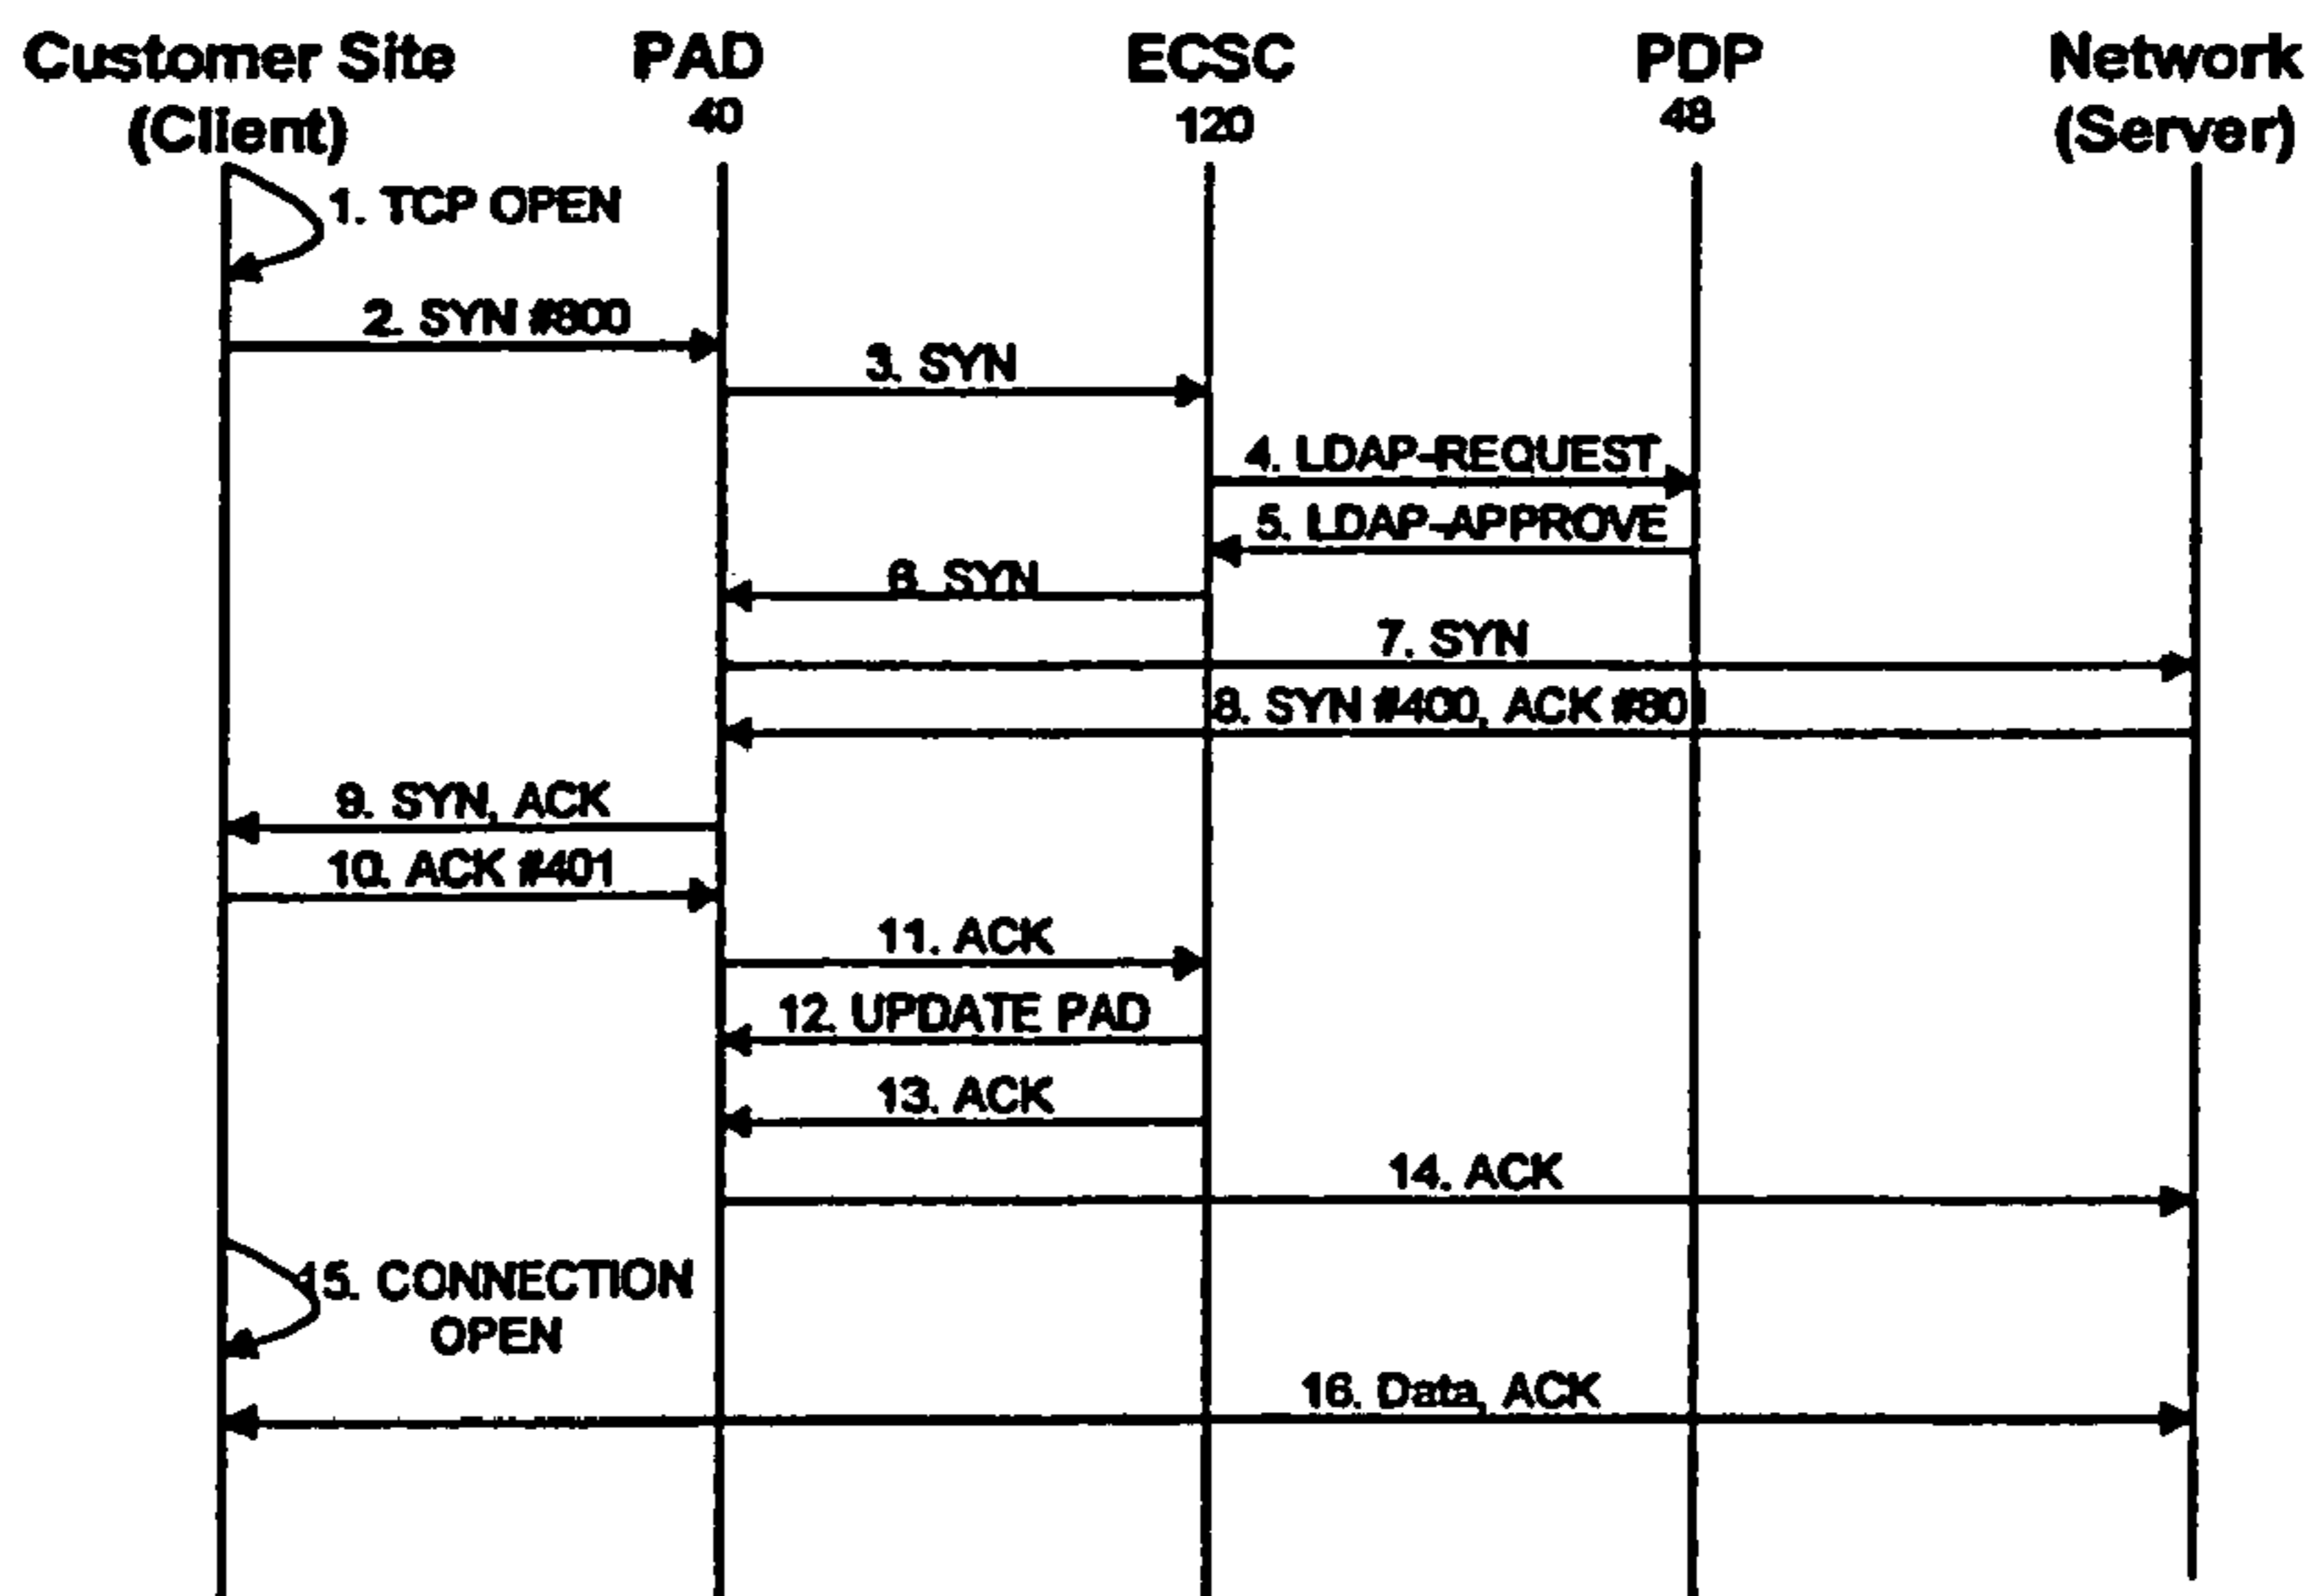 Customer Site PAD ECSC PDP Network
(Client) 40 120 48 (Server)
1. TCP OPEN
2. SYN #800
3. SYN
4. LDAP-REQUEST
5. LDAP-APPROVE
6. SYN
7. SYN
8. SYN #400, ACK #801
9. SYN, ACK
10. ACK #401
11. ACK
12. UPDATE PAD
13. ACK
14. ACK
15. CONNECTION
OPEN
16. Data, ACK